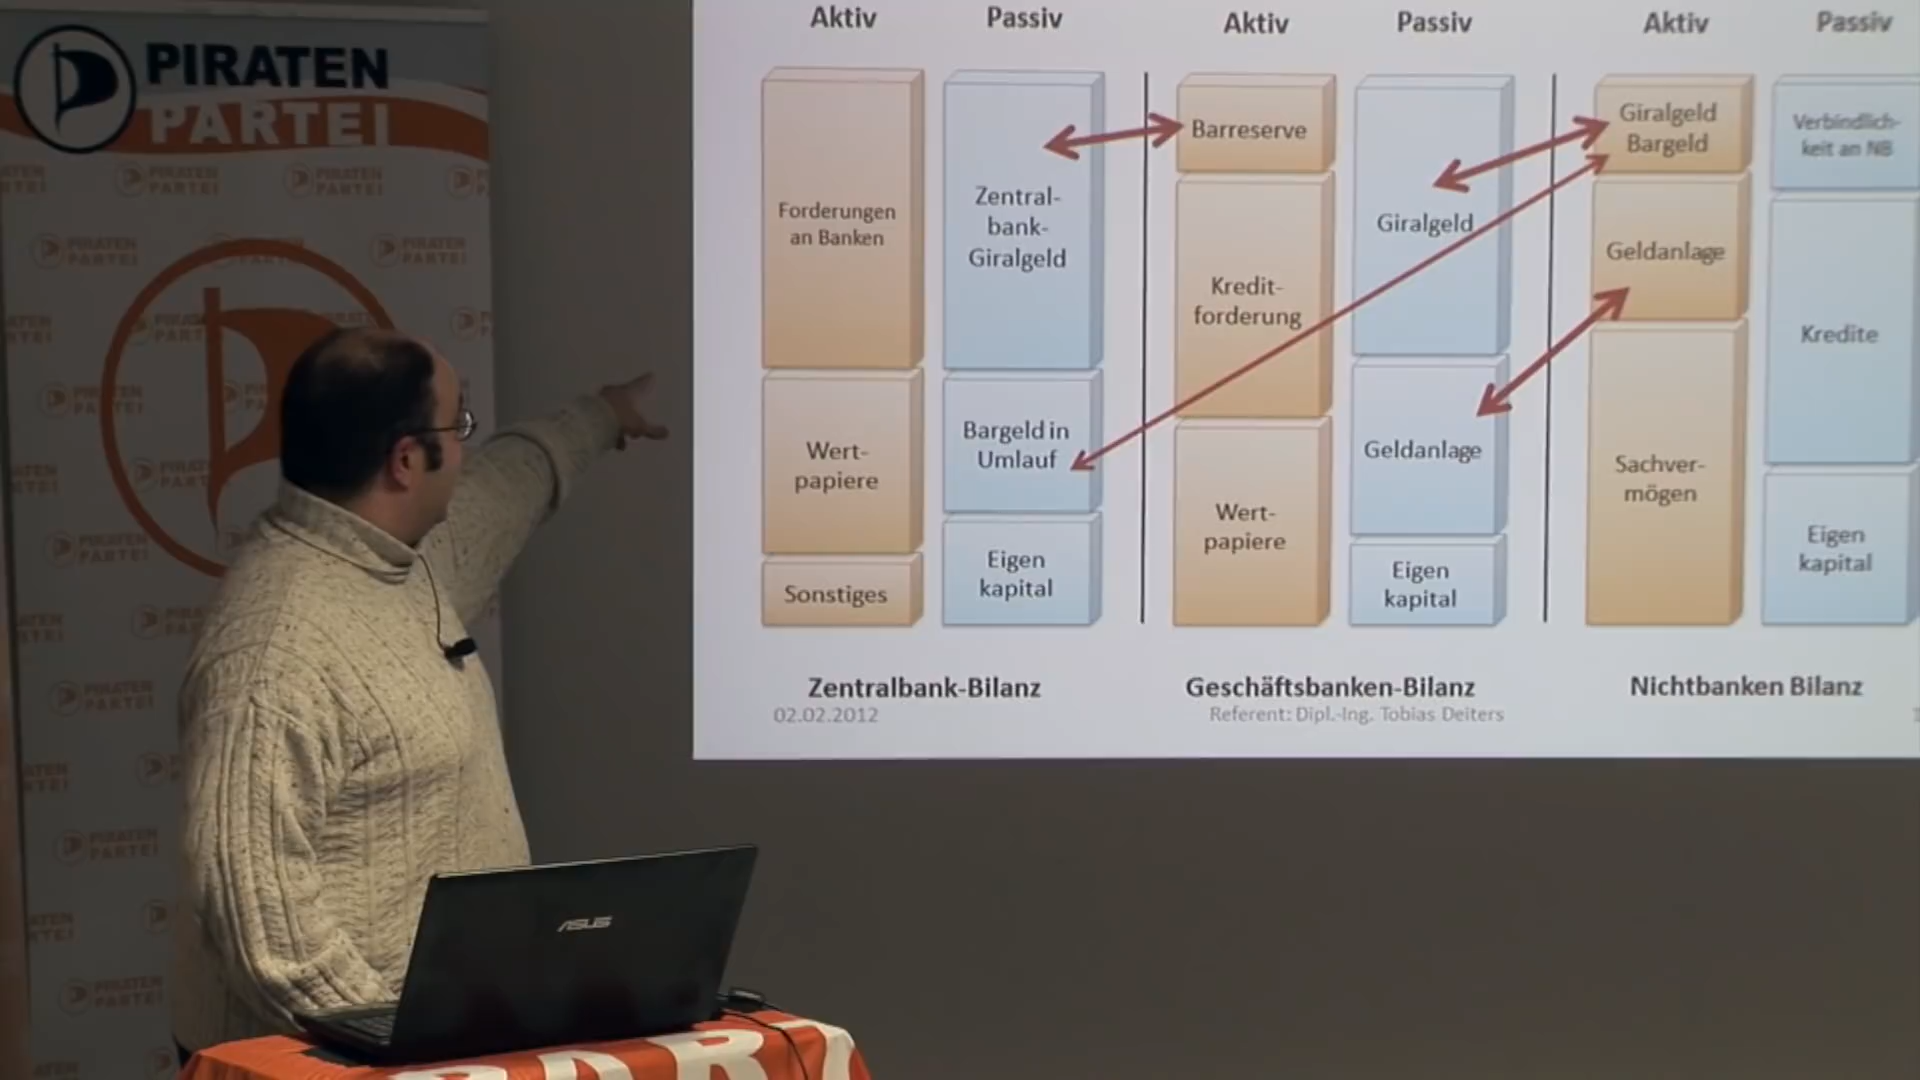 PIRATEN
PARTEI
Aktiv
Passiv
Aktiv
Passiv
Aktiv
Passiv
Forderungen
an Banken
Wert-
papiere
Sonstiges
Zentral-
bank-
Giralgeld
Bargeld in
Umlauf
Eigen
kapital
Barreserve
Kredit-
forderung
Wert-
papiere
Giralgeld
Geldanlage
Eigen
kapital
Giralgeld
Bargeld
Geldanlage
Sachver-
mögen
Verbindlich-
keit an NB
Kredite
Eigen
kapital
Zentralbank-Bilanz
Geschäftsbanken-Bilanz
Nichtbanken Bilanz
02.02.2012
Referent: Dipl.-Ing. Tobias Deiters
ASUS